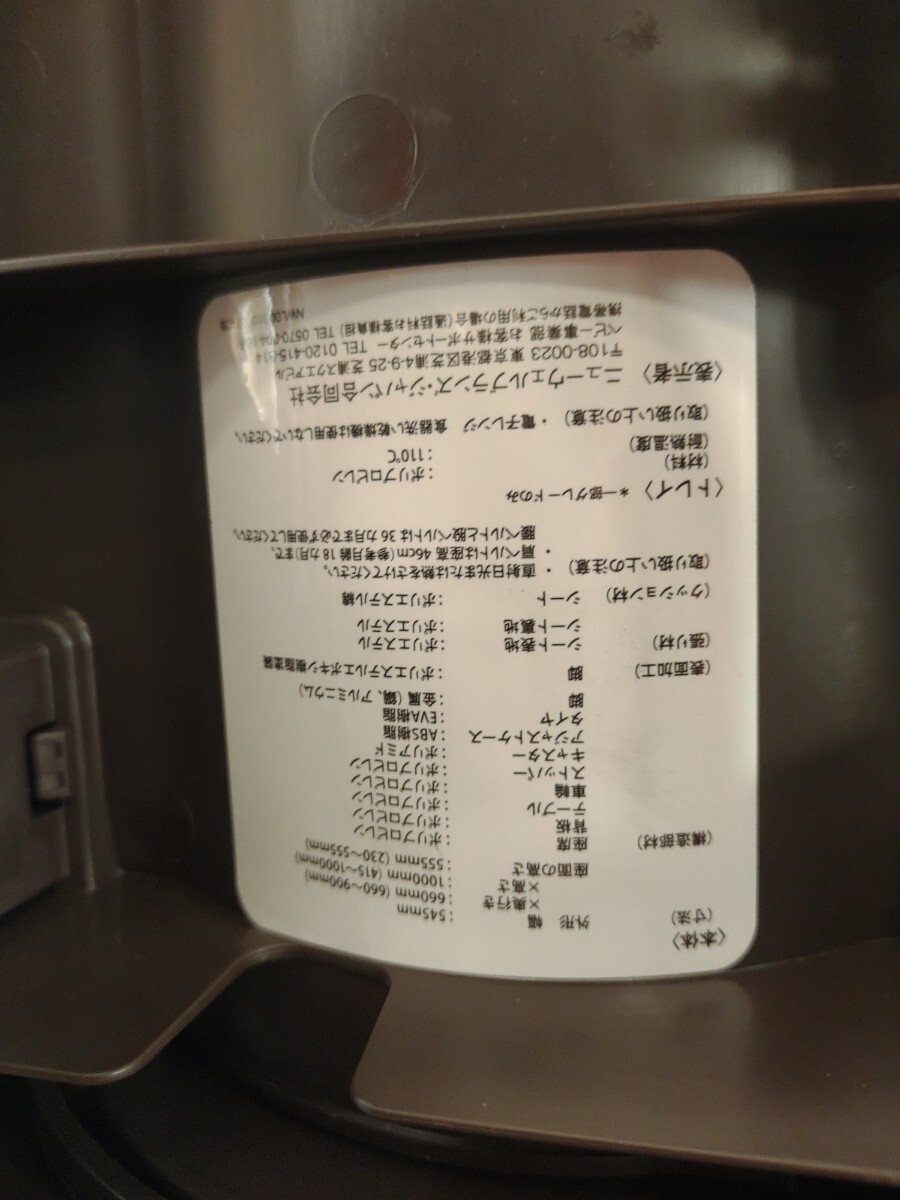 〈本体〉
(寸法) 外形 幅 :545mm
×奥行き :660mm (660〜900mm)
×高さ :1000mm (415〜1000mm)
座面の高さ :555mm (230〜555mm)
(構造部材) 座席 :ポリプロピレン
背板 :ポリプロピレン
テーブル :ポリプロピレン
車輪 :ポリプロピレン
ストッパー :ポリプロピレン
キャスター :ポリアミド
アジャストケース :ABS樹脂
タイヤ :EVA樹脂
脚 :金属 (鋼、アルミニウム)
(表面加工) 脚 :ポリエステルエポキシ樹脂塗装
(張り材) シート表地 :ポリエステル
シート裏地 :ポリエステル
(クッション材) シート :ポリエステル綿
(取り扱い上の注意) ・直射日光または熱をさけてください。
・肩ベルトは座高 46cm (参考月齢 18カ月)まで、
腰ベルトと股ベルトは 36カ月まで必ず使用してください。
〈トレイ〉 *一部グレードのみ
(材料) :ポリプロピレン
(耐熱温度) :110℃
(取り扱い上の注意) ・電子レンジ 食器洗い乾燥機は使用しないでください。
〈表示者〉 ニューウェルブランズ・ジャパン合同会社
〒108-0023 東京都港区芝浦4-9-25 芝浦スクエアビル
ベビー事業部 お客様サポートセンター TEL 0120-415-814
携帯電話からご利用の場合 (通話料お客様負担) TEL 0570-004-